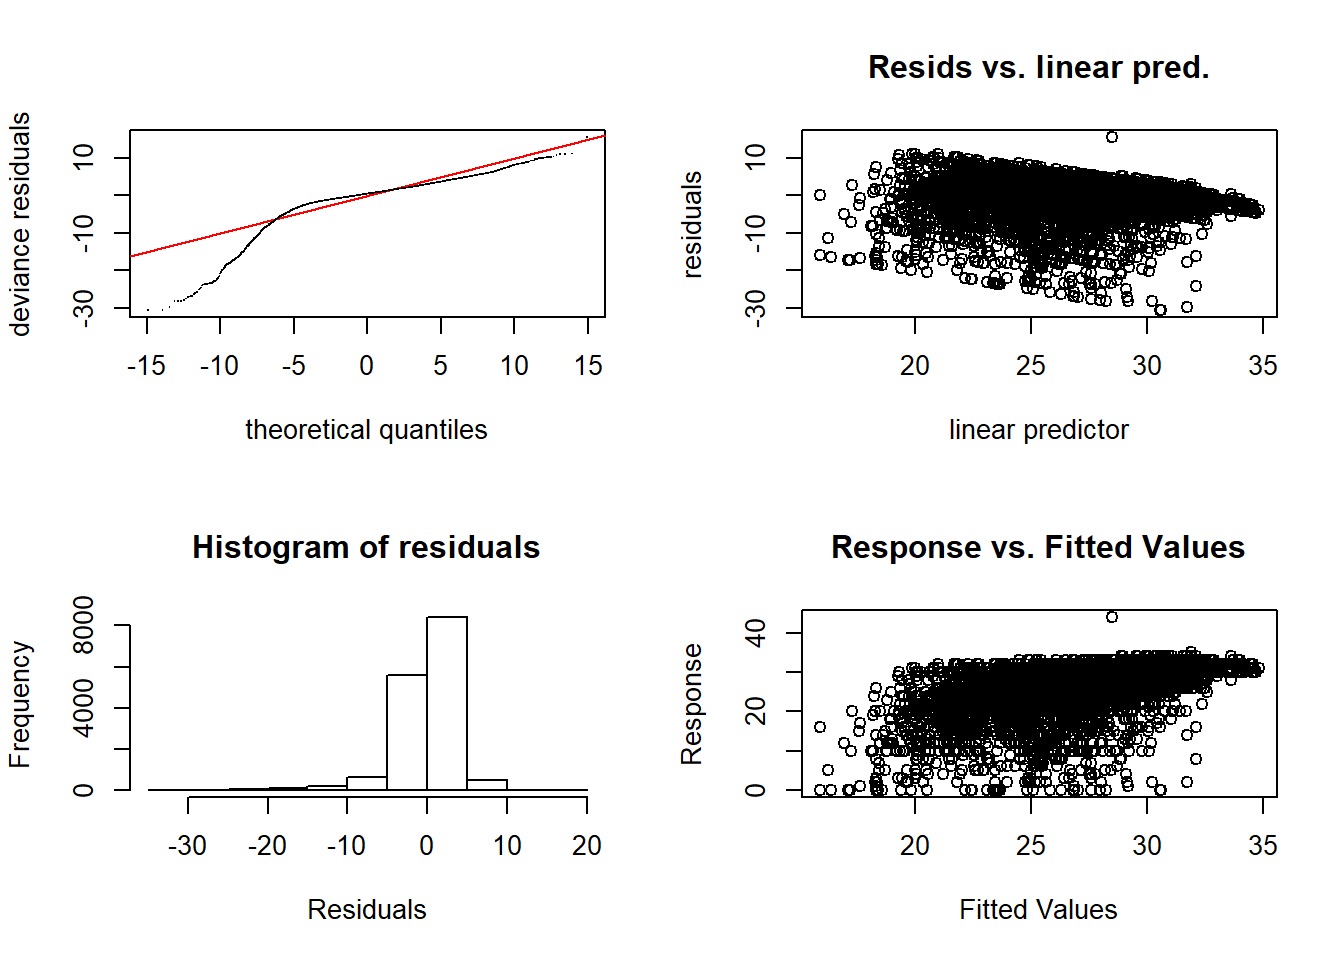 deviance residuals
10
-10
-30
-15 -10 -5 0 5 10 15
theoretical quantiles
Resids vs. linear pred.
residuals
10
-10
-30
20 25 30 35
linear predictor
Histogram of residuals
Frequency
8000
4000
0
-30 -20 -10 0 10 20
Residuals
Response vs. Fitted Values
Response
40
20
0
20 25 30 35
Fitted Values